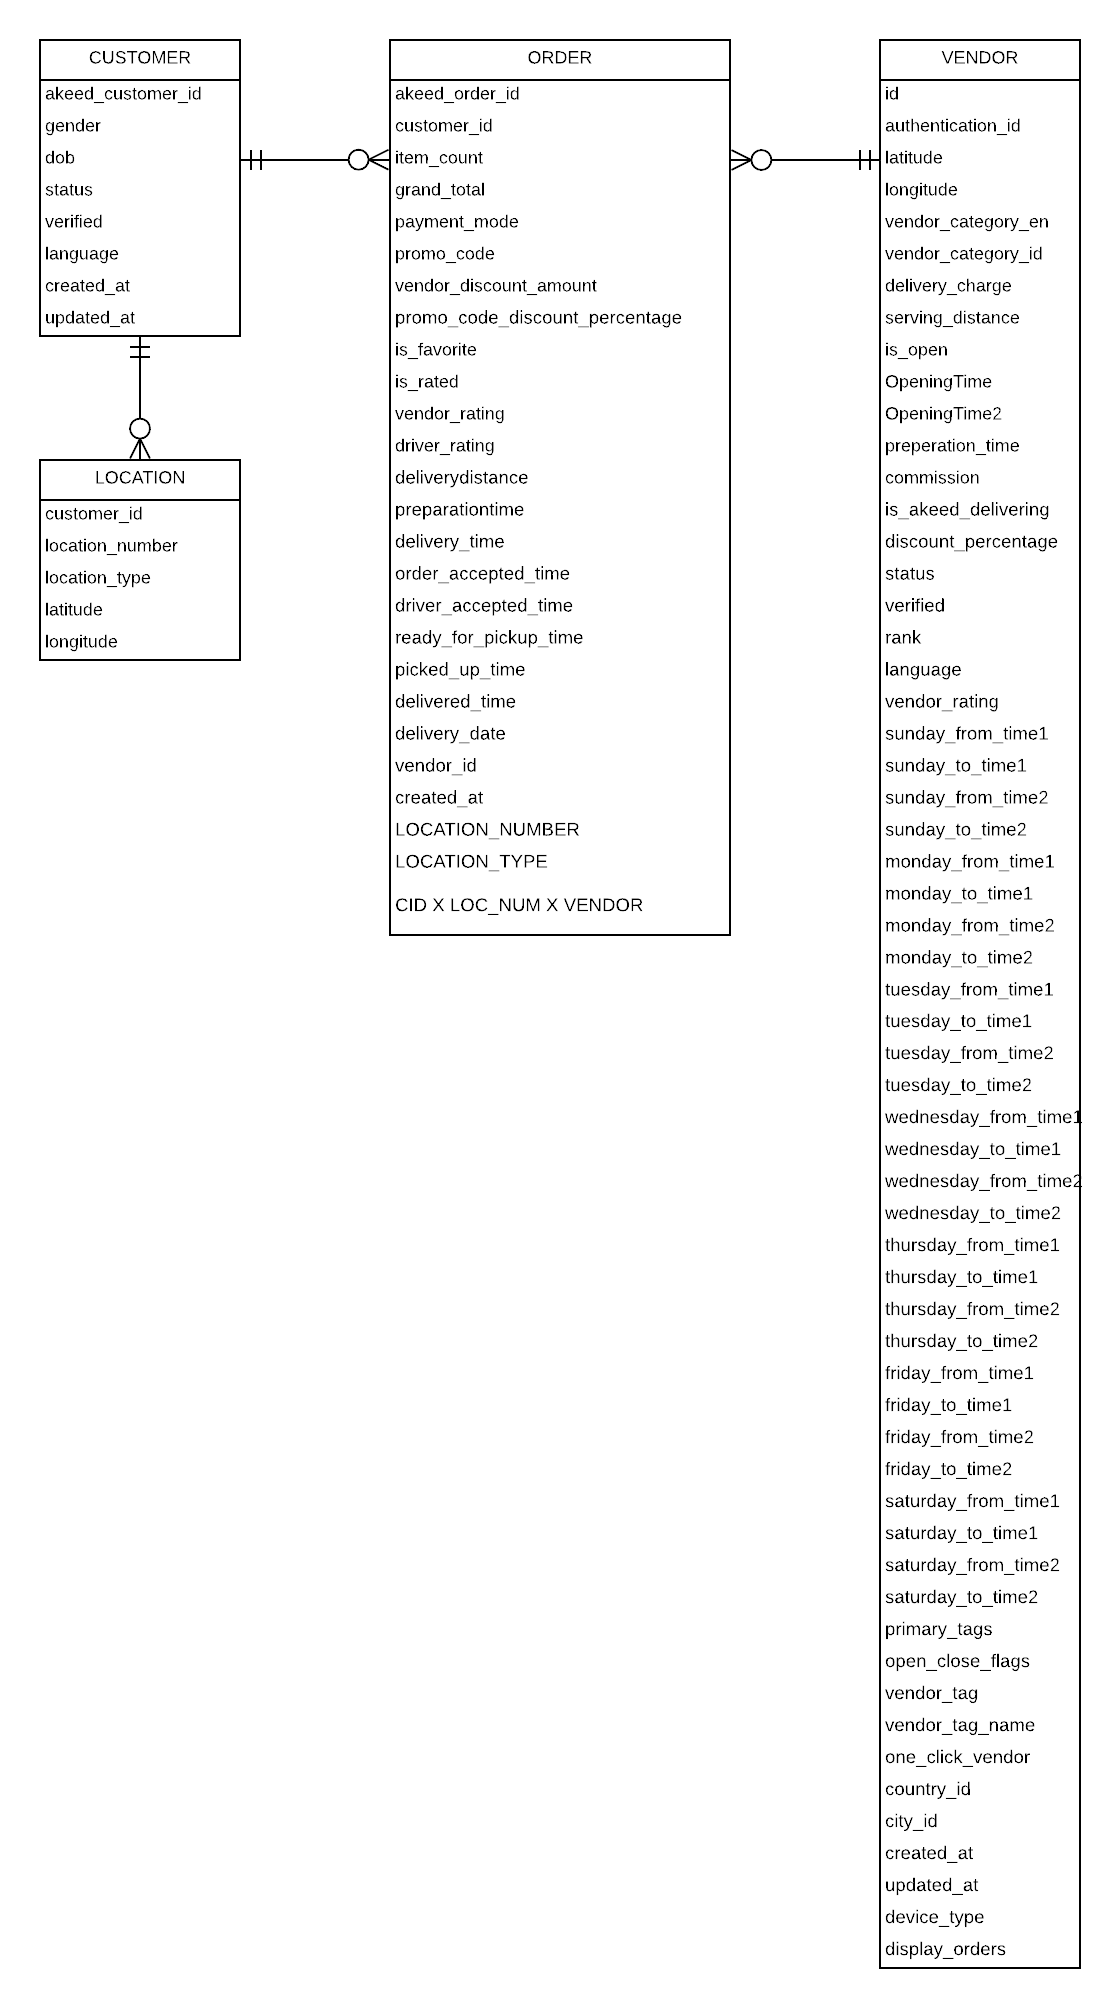 CUSTOMER
akeed_customer_id
gender
dob
status
verified
language
created_at
updated_at
LOCATION
customer_id
location_number
location_type
latitude
longitude
ORDER
akeed_order_id
customer_id
item_count
grand_total
payment_mode
promo_code
vendor_discount_amount
promo_code_discount_percentage
is_favorite
is_rated
vendor_rating
driver_rating
deliverydistance
preparationtime
delivery_time
order_accepted_time
driver_accepted_time
ready_for_pickup_time
picked_up_time
delivered_time
delivery_date
vendor_id
created_at
LOCATION_NUMBER
LOCATION_TYPE
CID X LOC_NUM X VENDOR
VENDOR
id
authentication_id
latitude
longitude
vendor_category_en
vendor_category_id
delivery_charge
serving_distance
is_open
OpeningTime
OpeningTime2
preperation_time
commission
is_akeed_delivering
discount_percentage
status
verified
rank
language
vendor_rating
sunday_from_time1
sunday_to_time1
sunday_from_time2
sunday_to_time2
monday_from_time1
monday_to_time1
monday_from_time2
monday_to_time2
tuesday_from_time1
tuesday_to_time1
tuesday_from_time2
tuesday_to_time2
wednesday_from_time1
wednesday_to_time1
wednesday_from_time2
wednesday_to_time2
thursday_from_time1
thursday_to_time1
thursday_from_time2
thursday_to_time2
friday_from_time1
friday_to_time1
friday_from_time2
friday_to_time2
saturday_from_time1
saturday_to_time1
saturday_from_time2
saturday_to_time2
primary_tags
open_close_flags
vendor_tag
vendor_tag_name
one_click_vendor
country_id
city_id
created_at
updated_at
device_type
display_orders